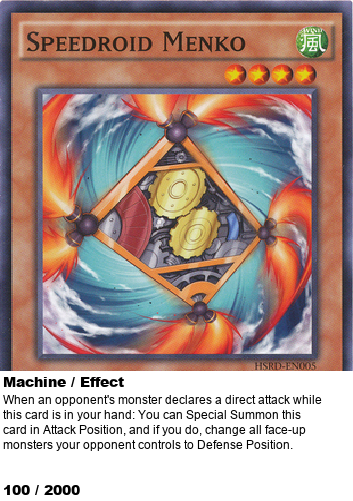 Speedroid Menko
WIND
風
HSRD-EN005
Machine / Effect
When an opponent's monster declares a direct attack while
this card is in your hand: You can Special Summon this
card in Attack Position, and if you do, change all face-up
monsters your opponent controls to Defense Position.
100 / 2000